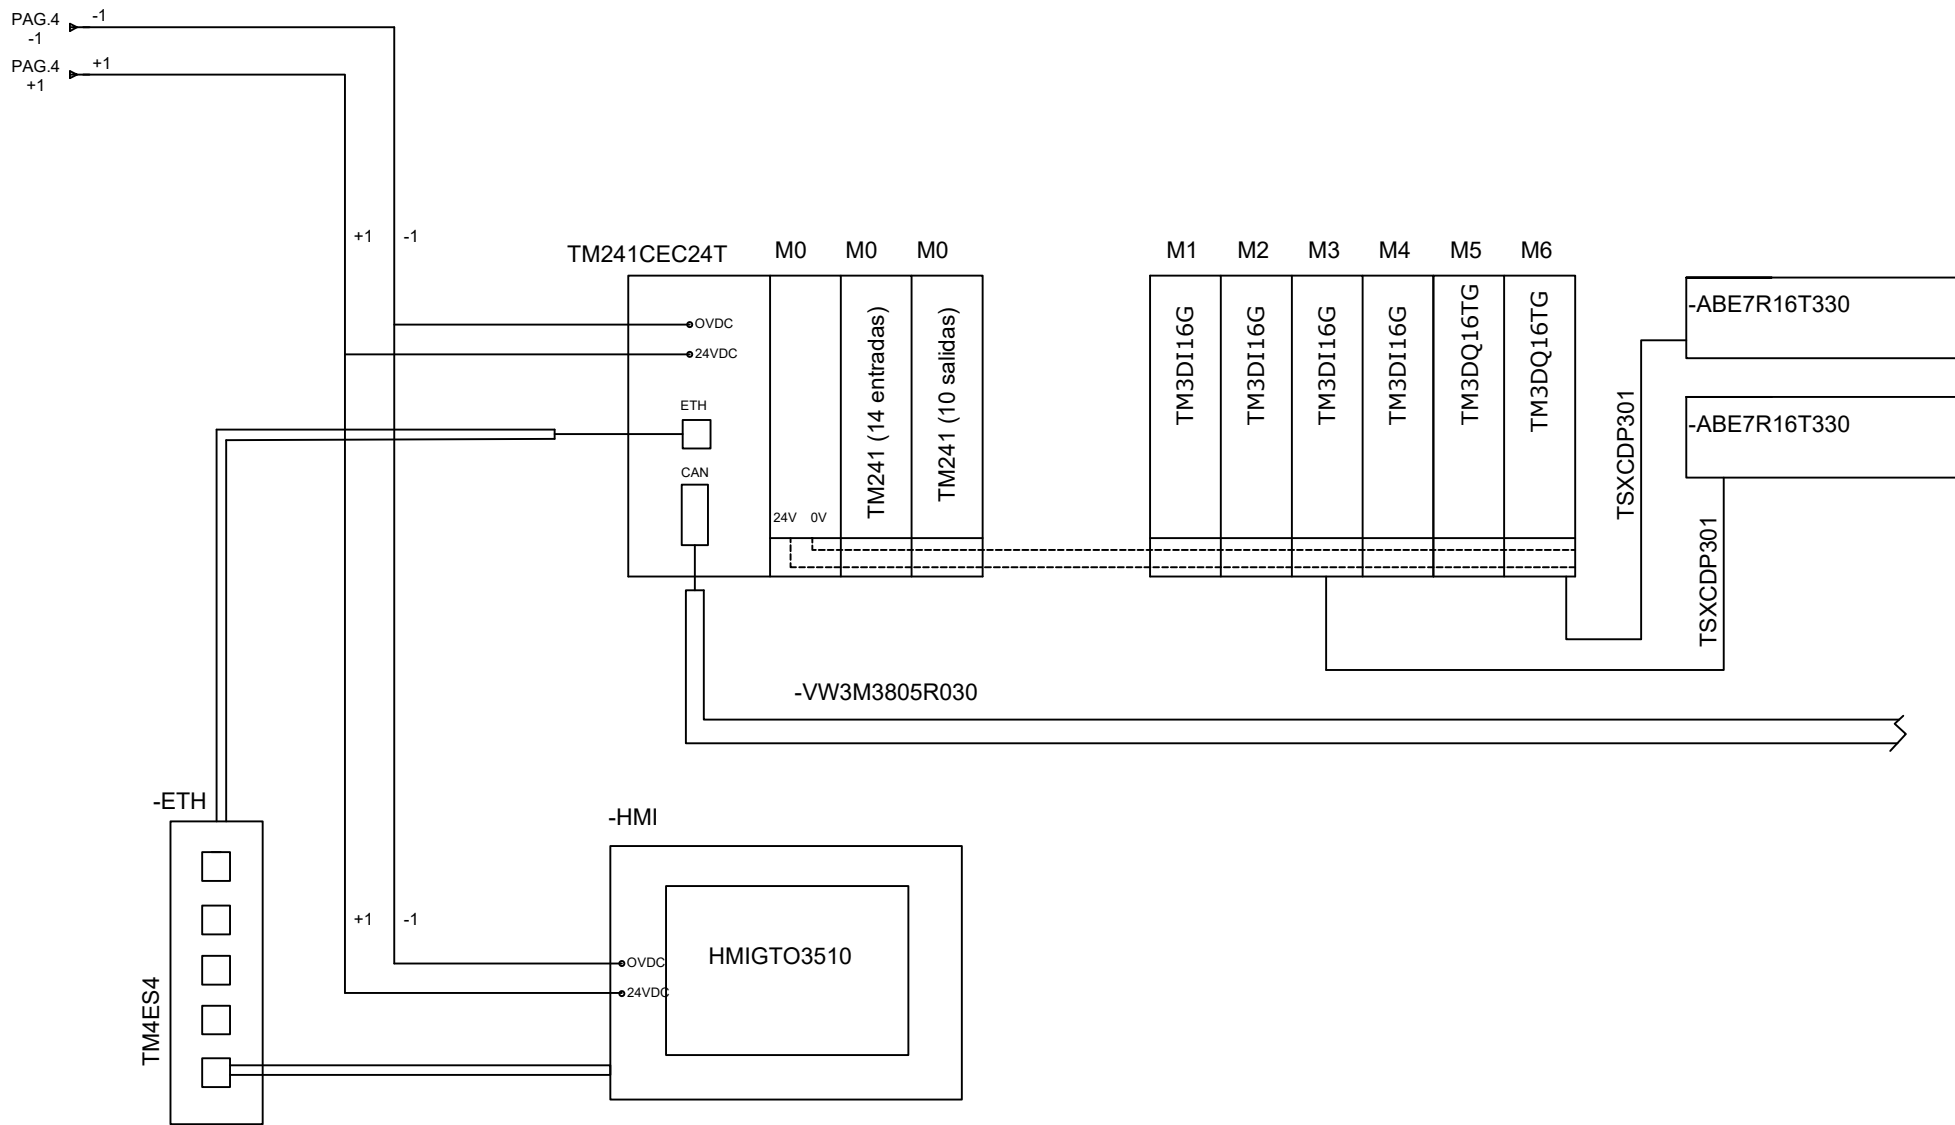 PAG.4
-1
-1
PAG.4
+1
+1
+1
-1
TM241CEC24T
M0
M0
M0
M1
M2
M3
M4
M5
M6
OVDC
24VDC
ETH
CAN
24V
0V
TM241 (14 entradas)
TM241 (10 salidas)
TM3DI16G
TM3DI16G
TM3DI16G
TM3DI16G
TM3DQ16TG
TM3DQ16TG
-ABE7R16T330
-ABE7R16T330
TSXCDP301
TSXCDP301
-VW3M3805R030
-ETH
TM4ES4
+1
-1
-HMI
OVDC
24VDC
HMIGTO3510